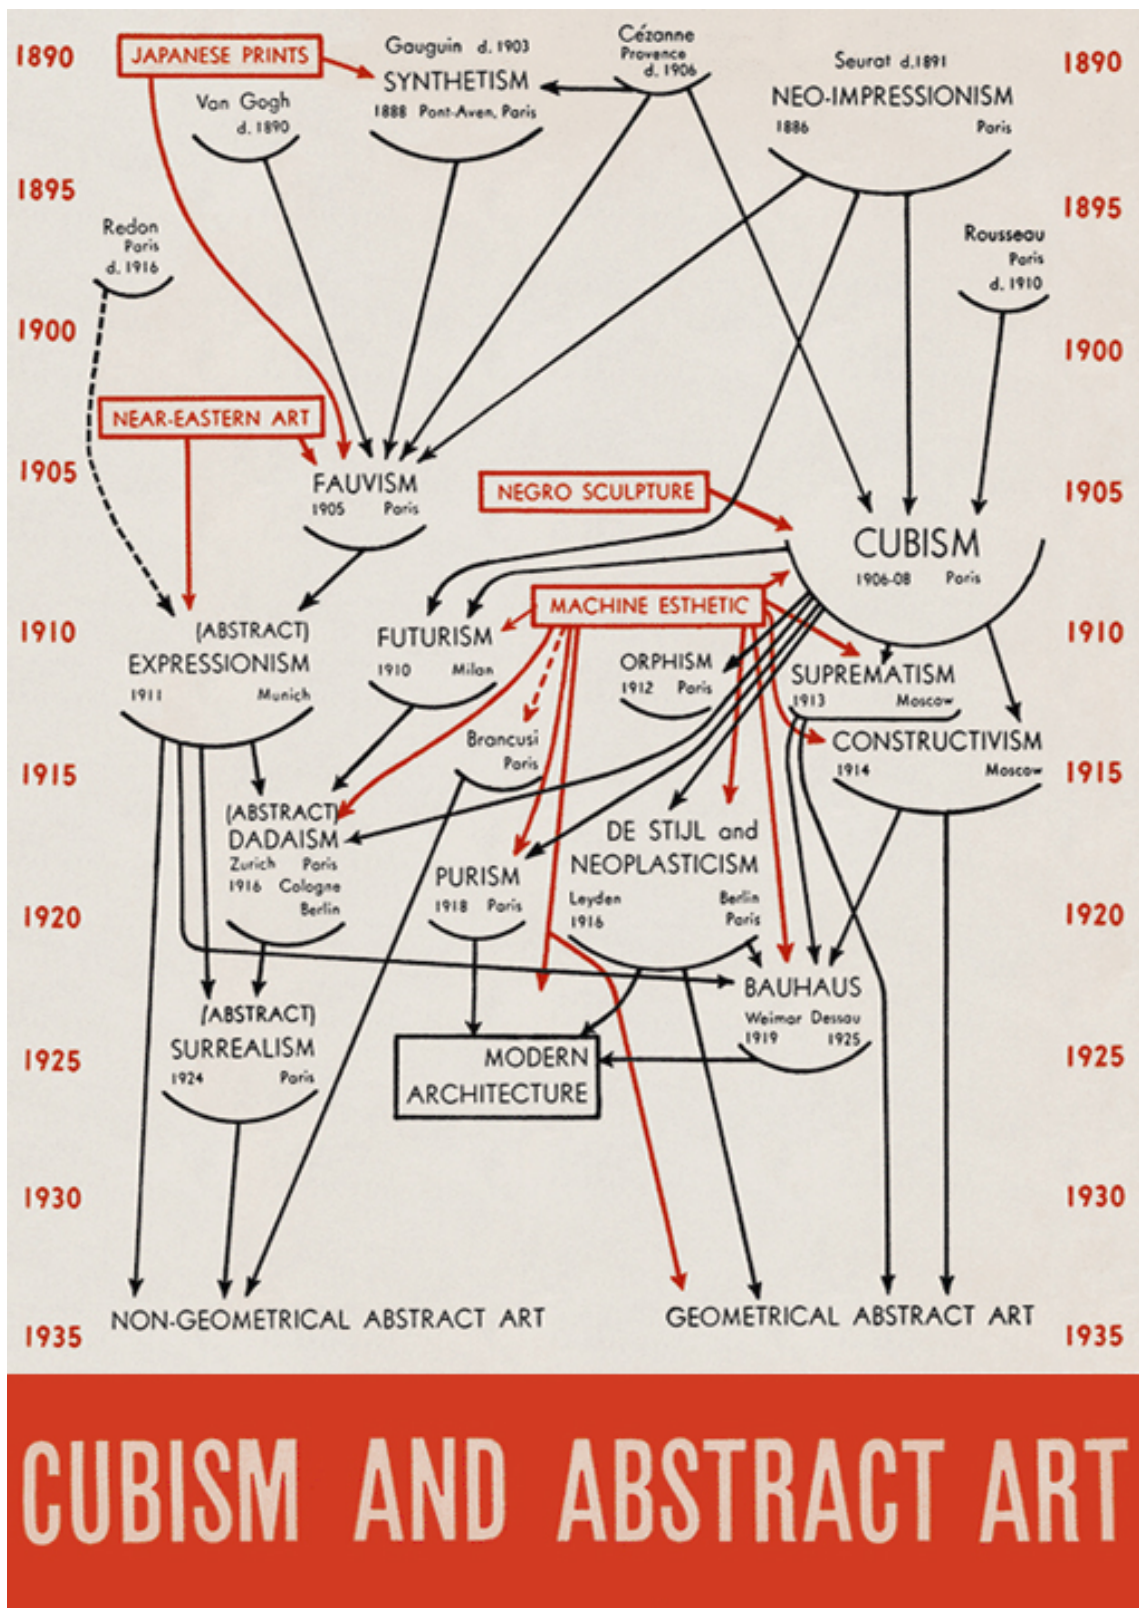 1890
JAPANESE PRINTS
Gauguin d. 1903
SYNTHETISM
1888 Pont-Aven, Paris
Cézanne
Provence
d. 1906
Seurat d.1891
NEO-IMPRESSIONISM
1886 Paris
1890
Van Gogh
d. 1890
1895
1895
Redon
Paris
d. 1916
Rousseau
Paris
d. 1910
1900
1900
NEAR-EASTERN ART
1905
FAUVISM
1905 Paris
NEGRO SCULPTURE
1905
CUBISM
1906-08 Paris
MACHINE ESTHETIC
1910
(ABSTRACT)
EXPRESSIONISM
1911 Munich
FUTURISM
1910 Milan
ORPHISM
1912 Paris
SUPREMATISM
1913 Moscow
1910
Brancusi
Paris
CONSTRUCTIVISM
1914 Moscow
1915
1915
(ABSTRACT)
DADAISM
Zurich Paris
1916 Cologne
Berlin
PURISM
1918 Paris
DE STIJL and
NEOPLASTICISM
Leyden Berlin
1916 Paris
1920
1920
BAUHAUS
Weimar Dessau
1919 1925
(ABSTRACT)
SURREALISM
1924 Paris
MODERN
ARCHITECTURE
1925
1925
1930
1930
NON-GEOMETRICAL ABSTRACT ART
GEOMETRICAL ABSTRACT ART
1935
1935
CUBISM AND ABSTRACT ART